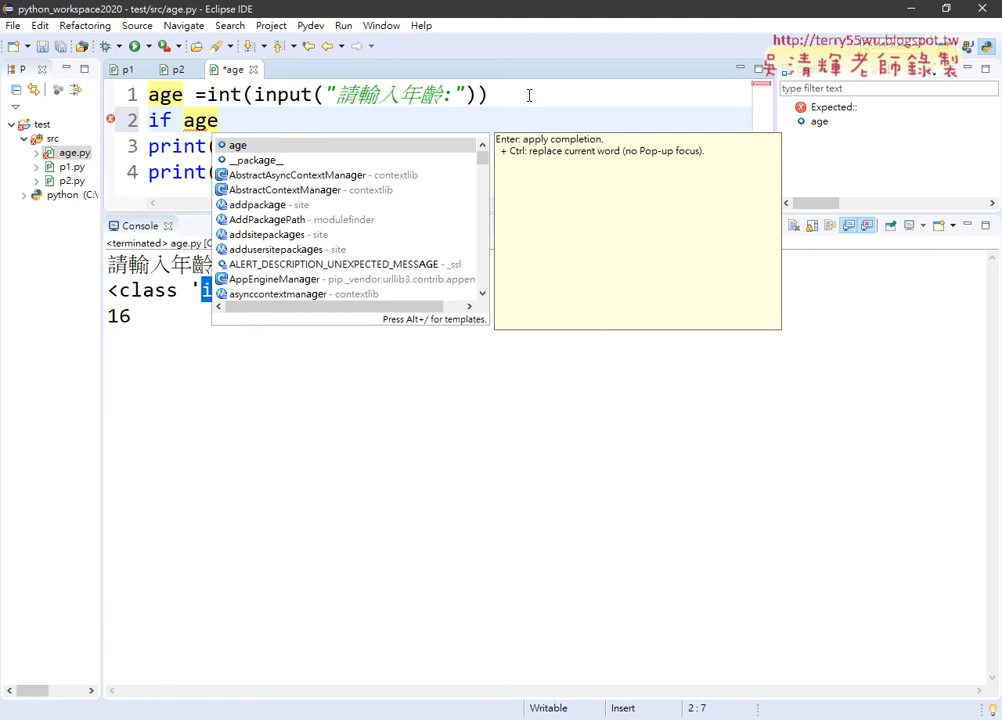 python_workspace2020 - test/src/age.py - Eclipse IDE
File Edit Refactoring Source Navigate Search Project Pydev Run Window Help
http://terry55wu.blogspot.tw
吳清輝老師錄製
P
p1
p2
*age
type filter text
Expected::
age
test
src
age.py
p1.py
p2.py
python (C:\
1 age =int(input("請輸入年齡:"))
2 if age
3 print(
4 print(
age
__package__
AbstractAsyncContextManager - contextlib
AbstractContextManager - contextlib
addpackage - site
AddPackagePath - modulefinder
addsitepackages - site
addusersitepackages - site
ALERT_DESCRIPTION_UNEXPECTED_MESSAGE - _ssl
AppEngineManager - pip._vendor.urllib3.contrib.appen
asynccontextmanager - contextlib
Press Alt+/ for templates.
Enter: apply completion.
+ Ctrl: replace current word (no Pop-up focus).
Console
<terminated> age.py [C
請輸入年齡
<class 'i
16
Writable
Insert
2 : 7